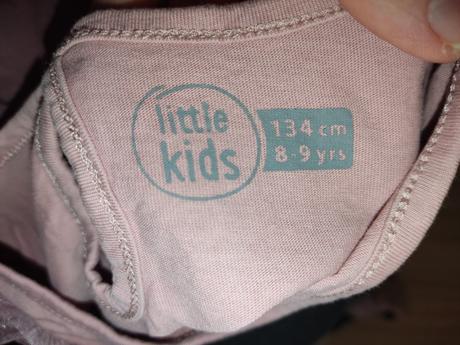 little
kids
134 cm
8-9 yrs